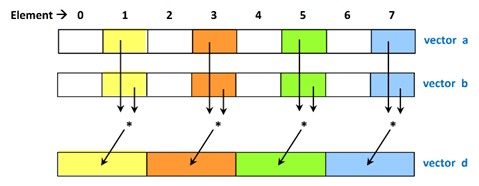 Element → 0 1 2 3 4 5 6 7
vector a
vector b
* * * *
vector d